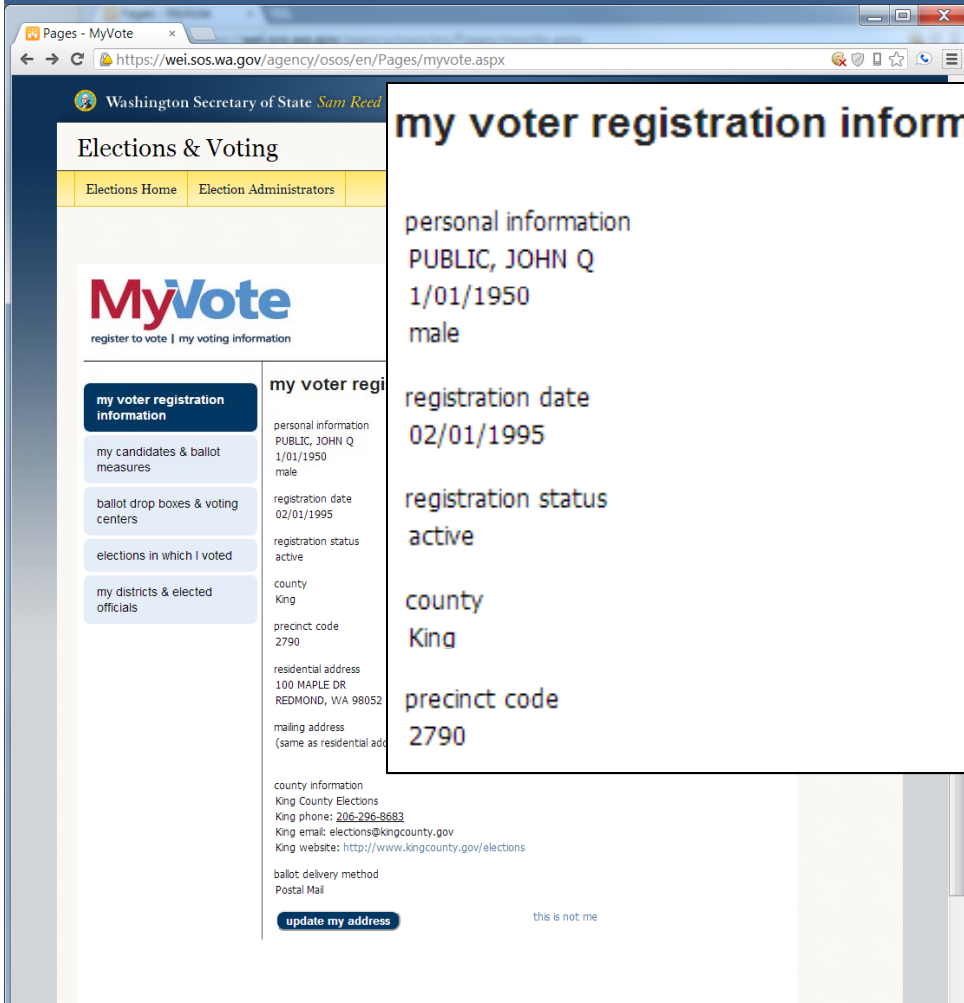 Pages - MyVote
https://wei.sos.wa.gov/agency/osos/en/Pages/myvote.aspx
Washington Secretary of State Sam Reed
Elections & Voting
Elections Home
Election Administrators
MyVote
register to vote | my voting information
my voter registration
information
my candidates & ballot
measures
ballot drop boxes & voting
centers
elections in which I voted
my districts & elected
officials
my voter regi
personal information
PUBLIC, JOHN Q
1/01/1950
male
registration date
02/01/1995
registration status
active
county
King
precinct code
2790
residential address
100 MAPLE DR
REDMOND, WA 98052
mailing address
(same as residential add
county information
King County Elections
King phone: 206-296-8683
King email: elections@kingcounty.gov
King website: http://www.kingcounty.gov/elections
ballot delivery method
Postal Mail
update my address
this is not me
my voter registration inform
personal information
PUBLIC, JOHN Q
1/01/1950
male
registration date
02/01/1995
registration status
active
county
King
precinct code
2790